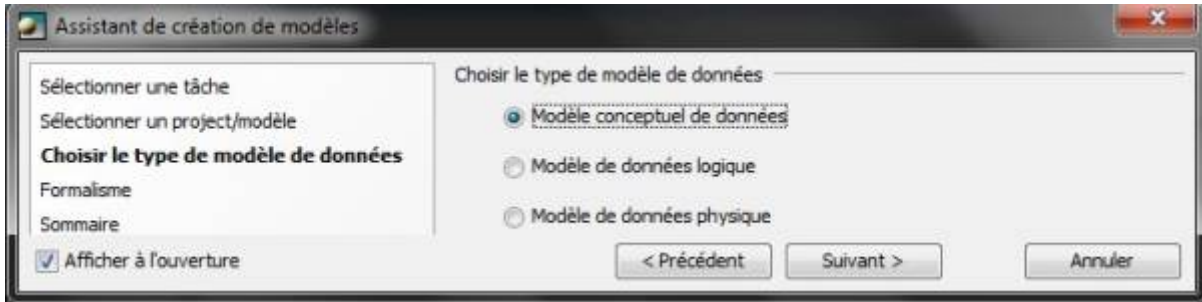 Assistant de création de modèles
Sélectionner une tâche
Sélectionner un project/modèle
Choisir le type de modèle de données
Formalisme
Sommaire
Choisir le type de modèle de données
Modèle conceptuel de données
Modèle de données logique
Modèle de données physique
Afficher à l'ouverture
< Précédent
Suivant >
Annuler